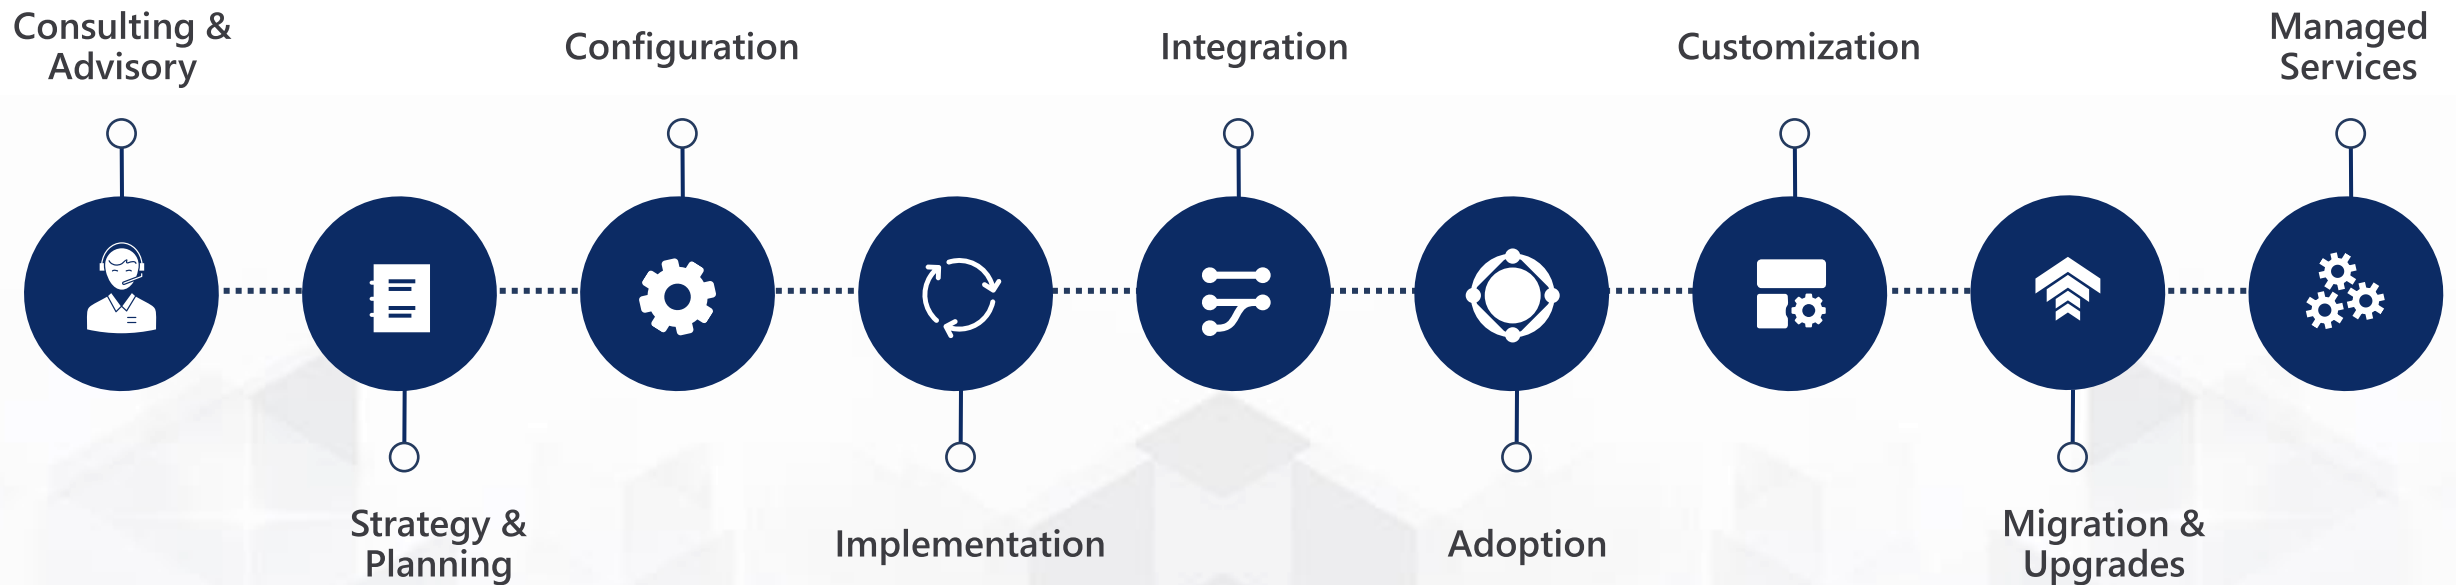 Consulting &
Advisory
Strategy &
Planning
Configuration
Implementation
Integration
Adoption
Customization
Migration &
Upgrades
Managed
Services